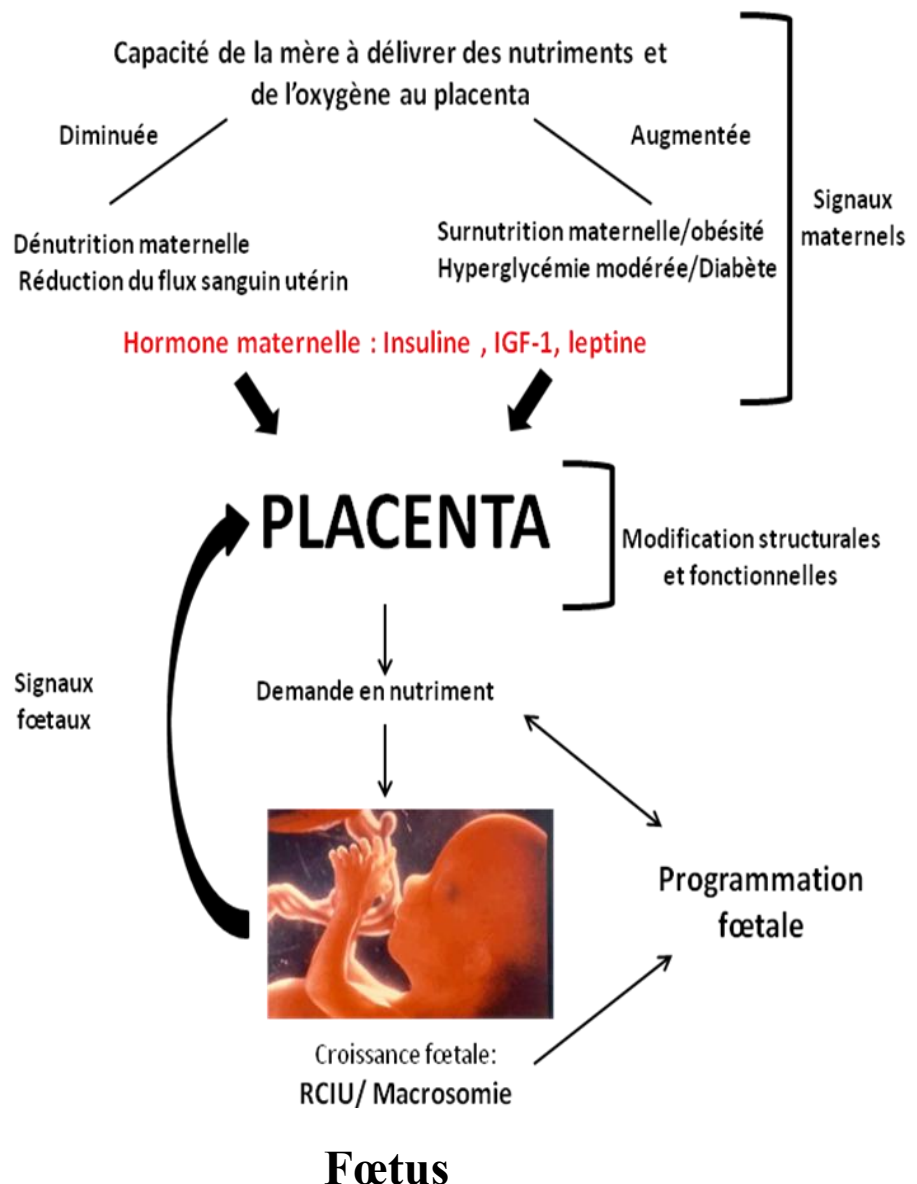 Capacité de la mère à délivrer des nutriments et
de l'oxygène au placenta
Diminuée
Augmentée
Dénutrition maternelle
Réduction du flux sanguin utérin
Surnutrition maternelle/obésité
Hyperglycémie modérée/Diabète
Signaux
maternels
Hormone maternelle : Insuline , IGF-1, leptine
PLACENTA
Modification structurales
et fonctionnelles
Signaux
fœtaux
Demande en nutriment
Programmation
fœtale
Croissance fœtale:
RCIU/ Macrosomie
Fœtus